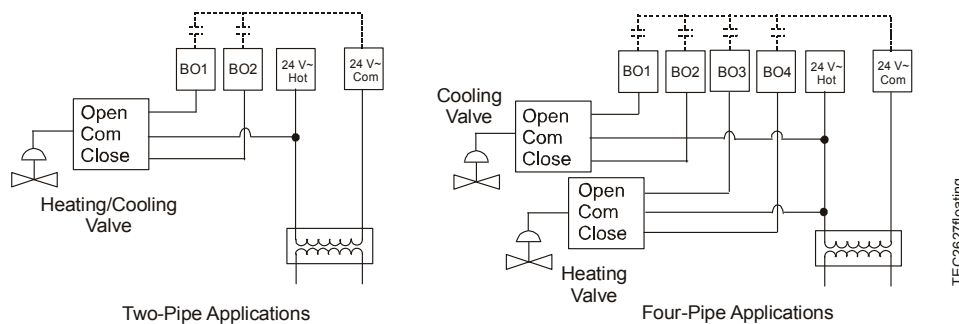 BO1
BO2
24 V~
Hot
24 V~
Com
Open
Com
Close
Heating/Cooling
Valve
Two-Pipe Applications
BO1
BO2
BO3
BO4
24 V~
Hot
24 V~
Com
Cooling
Valve
Open
Com
Close
Open
Com
Close
Heating
Valve
Four-Pipe Applications
TEC2627floating